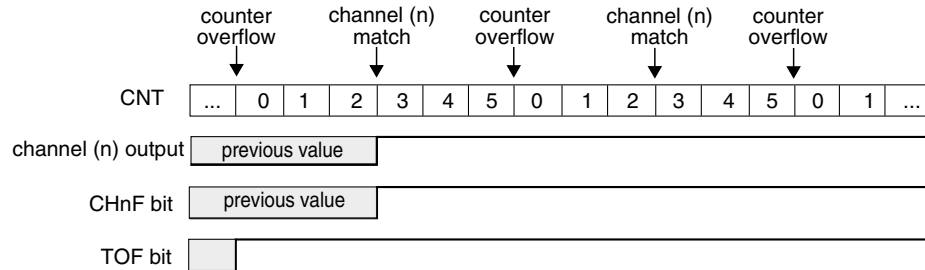 counter overflow channel (n) match counter overflow channel (n) match counter overflow
CNT ... 0 1 2 3 4 5 0 1 2 3 4 5 0 1 ...
channel (n) output previous value
CHnF bit previous value
TOF bit